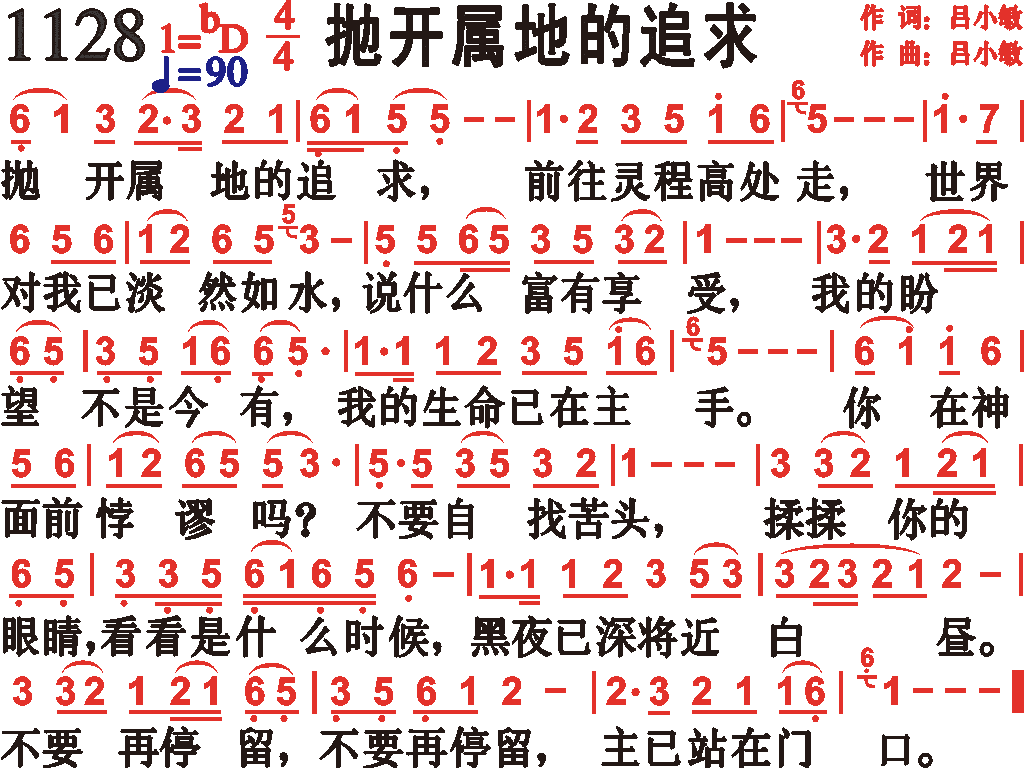 1128 1=bD 4/4 抛开属地的追求 作 词：吕小敏
♩=90 作 曲：吕小敏
6 1 3 2·3 2 1 | 6 1 5 5 - - | 1·2 3 5 1 6 | 6 5 - - - | 1·7 |
抛 开属 地的追 求， 前往灵程高处 走， 世界
6 5 6 | 1 2 6 5 5 3 - | 5 5 6 5 3 5 3 2 | 1 - - - | 3·2 1 2 1 |
对我已淡 然如水，说什么 富有享 受， 我的盼
6 5 | 3 5 1 6 6 5 · | 1·1 1 2 3 5 1 6 | 6 5 - - - | 6 1 1 6 |
望 不是今 有， 我的生命已在主 手。 你 在神
5 6 | 1 2 6 5 5 3 · | 5·5 3 5 3 2 | 1 - - - | 3 3 2 1 2 1 |
面前悖 谬 吗？ 不要自 找苦头， 揉揉 你的
6 5 | 3 3 5 6 1 6 5 6 - | 1·1 1 2 3 5 3 | 3 2 3 2 1 2 - |
眼睛，看看是什 么时候，黑夜已深将近 白 昼。
3 3 2 1 2 1 6 5 | 3 5 6 1 2 - | 2·3 2 1 1 6 | 6 1 - - -
不要 再停 留，不要再停留， 主已站在门 口。